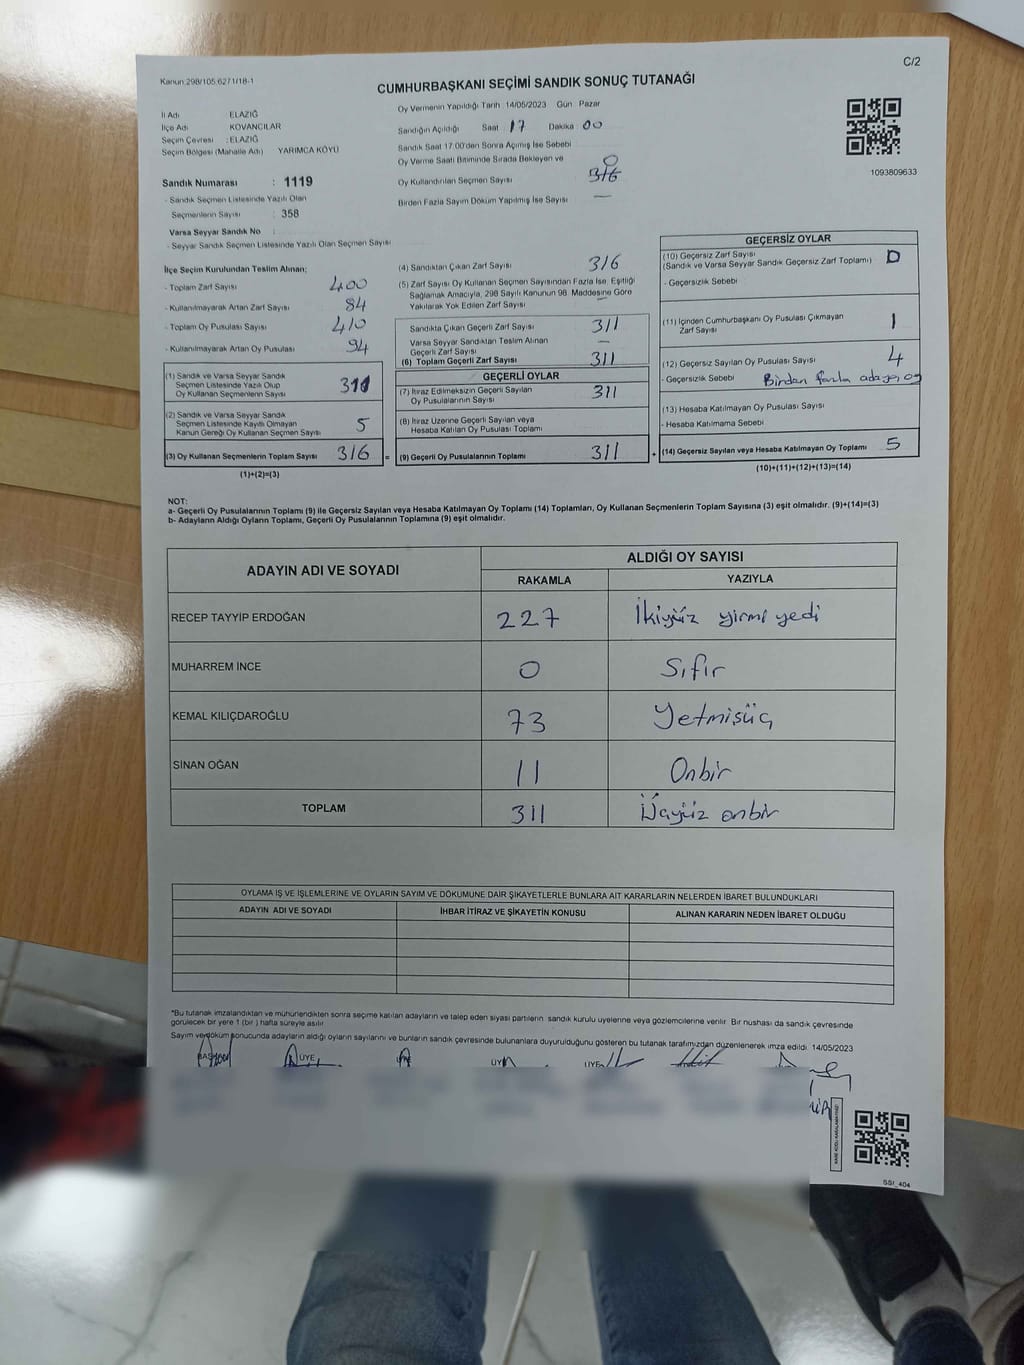 Kanun 298/105,6271/18-1
C/2
CUMHURBAŞKANI SEÇİMİ SANDIK SONUÇ TUTANAĞI
İl Adı : ELAZIĞ
İlçe Adı : KOVANCILAR
Seçim Çevresi : ELAZIĞ
Seçim Bölgesi (Mahalle Adı) YARIMCA KÖYÜ
Sandık Numarası : 1119
- Sandık Seçmen Listesinde Yazılı Olan
Seçmenlerin Sayısı : 358
Varsa Seyyar Sandık No :
- Seyyar Sandık Seçmen Listesinde Yazılı Olan Seçmen Sayısı
Oy Vermenin Yapıldığı Tarih 14/05/2023 Gün Pazar
Sandığın Açıldığı Saat 17 Dakika 00
Sandık Saat 17.00'den Sonra Açılmış İse Sebebi
Oy Verme Saati Bitiminde Sırada Bekleyen ve 0
Oy Kullandırılan Seçmen Sayısı 316
Birden Fazla Sayım Döküm Yapılmış İse Sayısı —
1093809633
İlçe Seçim Kurulundan Teslim Alınan;
- Toplam Zarf Sayısı 400
- Kullanılmayarak Artan Zarf Sayısı 84
- Toplam Oy Pusulası Sayısı 410
- Kullanılmayarak Artan Oy Pusulası 94
(1) Sandık ve Varsa Seyyar Sandık
Seçmen Listesinde Yazılı Olup
Oy Kullanan Seçmenlerin Sayısı 311
(2) Sandık ve Varsa Seyyar Sandık
Seçmen Listesinde Kayıtlı Olmayan
Kanun Gereği Oy Kullanan Seçmen Sayısı 5
(3) Oy Kullanan Seçmenlerin Toplam Sayısı 316 =
(1)+(2)=(3)
(4) Sandıktan Çıkan Zarf Sayısı 316
(5) Zarf Sayısı Oy Kullanan Seçmen Sayısından Fazla İse, Eşitliği
Sağlamak Amacıyla, 298 Sayılı Kanunun 98. Maddesine Göre
Yakılarak Yok Edilen Zarf Sayısı —
Sandıkta Çıkan Geçerli Zarf Sayısı 311
Varsa Seyyar Sandıktan Teslim Alınan
Geçerli Zarf Sayısı —
(6) Toplam Geçerli Zarf Sayısı 311
GEÇERLİ OYLAR
(7) İtiraz Edilmeksizin Geçerli Sayılan
Oy Pusulalarının Sayısı 311
(8) İtiraz Üzerine Geçerli Sayılan veya
Hesaba Katılan Oy Pusulası Toplamı
(9) Geçerli Oy Pusulalarının Toplamı 311 +
GEÇERSİZ OYLAR
(10) Geçersiz Zarf Sayısı
(Sandık ve Varsa Seyyar Sandık Geçersiz Zarf Toplamı) 0
- Geçersizlik Sebebi
(11) İçinden Cumhurbaşkanı Oy Pusulası Çıkmayan
Zarf Sayısı 1
(12) Geçersiz Sayılan Oy Pusulası Sayısı 4
- Geçersizlik Sebebi Birden fazla adaya oy
(13) Hesaba Katılmayan Oy Pusulası Sayısı
- Hesaba Katılmama Sebebi
(14) Geçersiz Sayılan veya Hesaba Katılmayan Oy Toplamı 5
(10)+(11)+(12)+(13)=(14)
NOT:
a- Geçerli Oy Pusulalarının Toplamı (9) ile Geçersiz Sayılan veya Hesaba Katılmayan Oy Toplamı (14) Toplamları, Oy Kullanan Seçmenlerin Toplam Sayısına (3) eşit olmalıdır. (9)+(14)=(3)
b- Adayların Aldığı Oyların Toplamı, Geçerli Oy Pusulalarının Toplamına (9) eşit olmalıdır.
ADAYIN ADI VE SOYADI
ALDIĞI OY SAYISI
RAKAMLA YAZIYLA
RECEP TAYYİP ERDOĞAN 227 İkiyüz yirmi yedi
MUHARREM İNCE 0 Sıfır
KEMAL KILIÇDAROĞLU 73 Yetmişüç
SİNAN OĞAN 11 Onbir
TOPLAM 311 Üçyüz onbir
OYLAMA İŞ VE İŞLEMLERİNE VE OYLARIN SAYIM VE DÖKÜMÜNE DAİR ŞİKAYETLERLE BUNLARA AİT KARARLARIN NELERDEN İBARET BULUNDUKLARI
ADAYIN ADI VE SOYADI İHBAR İTİRAZ VE ŞİKAYETİN KONUSU ALINAN KARARIN NEDEN İBARET OLDUĞU
*Bu tutanak imzalandıktan ve mühürlendikten sonra seçime katılan adayların ve talep eden siyasi partilerin sandık kurulu üyelerine veya gözlemcilerine verilir. Bir nüshası da sandık çevresinde
görülecek bir yere 1 (bir) hafta süreyle asılır
Sayım ve döküm sonucunda adayların aldığı oyların sayılarını ve bunların sandık çevresinde bulunanlara duyurulduğunu gösteren bu tutanak tarafımızdan düzenlenerek imza edildi. 14/05/2023
BAŞKAN ÜYE ÜYE ÜYE
KARE KODU KARALAMAYINIZ!
SSI_404